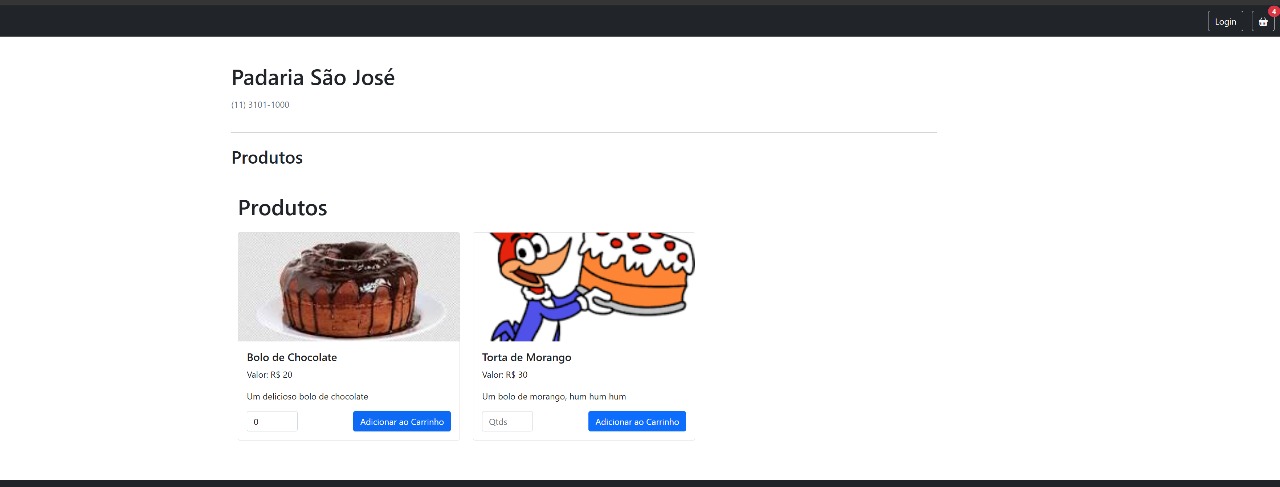 Login
4
Padaria São José
(11) 3101-1000
Produtos
Produtos
Bolo de Chocolate
Valor: R$ 20
Um delicioso bolo de chocolate
0
Adicionar ao Carrinho
Torta de Morango
Valor: R$ 30
Um bolo de morango, hum hum hum
Qtds
Adicionar ao Carrinho